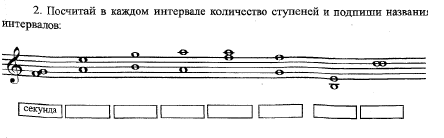 2. Посчитай в каждом интервале количество ступеней и подпиши названия
интервалов:
секунда